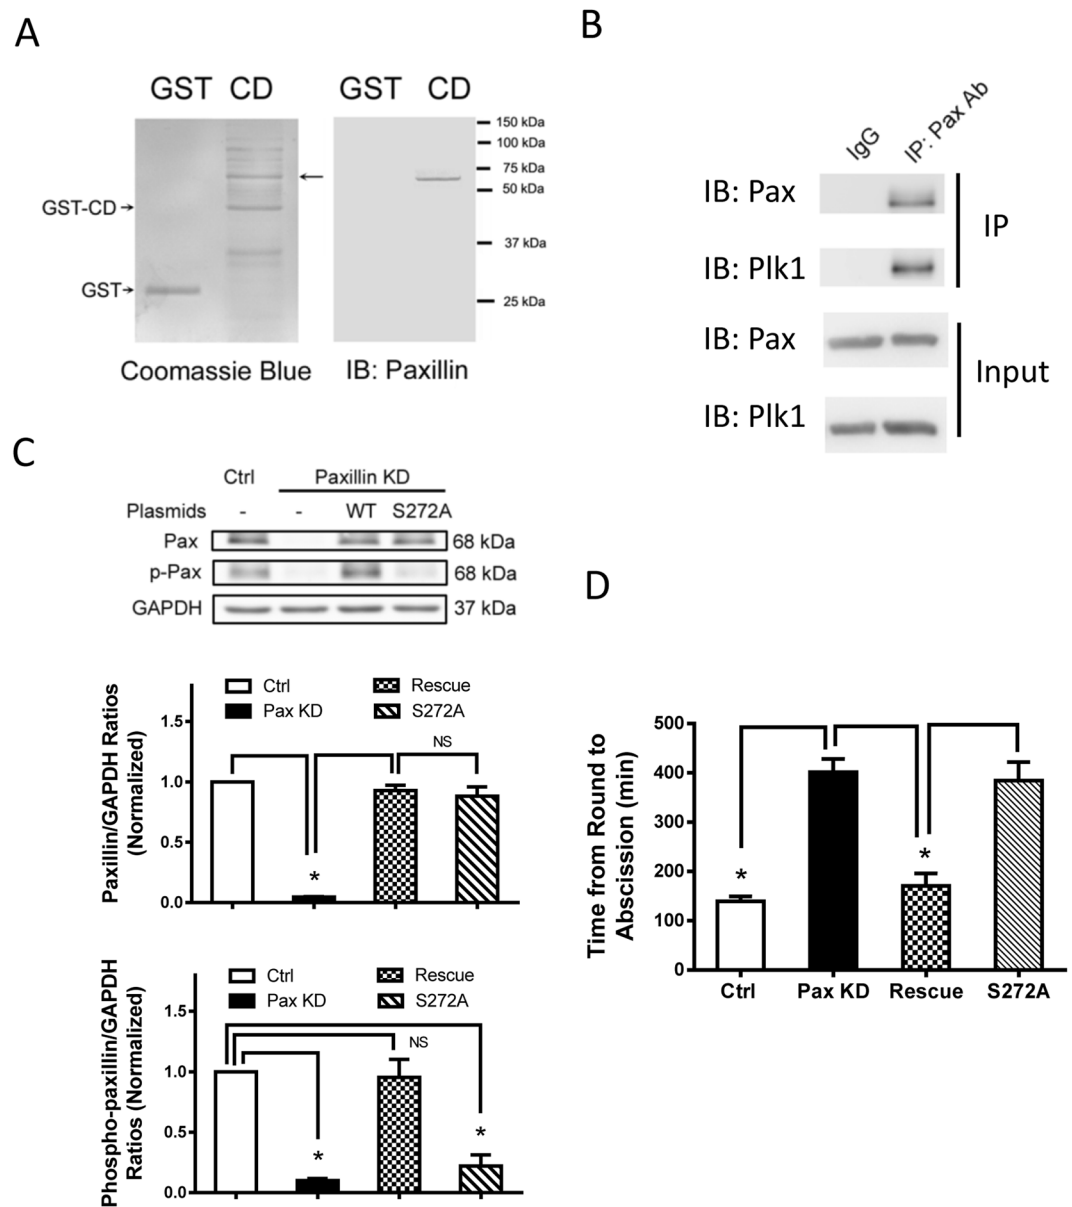 A
GST CD
GST CD
150 kDa
100 kDa
75 kDa
50 kDa
37 kDa
25 kDa
GST-CD
GST
Coomassie Blue
IB: Paxillin
B
IgG
IP: Pax Ab
IB: Pax
IB: Plk1
IP
IB: Pax
IB: Plk1
Input
C
Ctrl Paxillin KD
Plasmids - - WT S272A
Pax 68 kDa
p-Pax 68 kDa
GAPDH 37 kDa
Paxillin/GAPDH Ratios
(Normalized)
Ctrl Rescue
Pax KD S272A
1.5
1.0
0.5
0.0
*
NS
Phospho-paxillin/GAPDH
Ratios (Normalized)
Ctrl Rescue
Pax KD S272A
1.5
1.0
0.5
0.0
*
NS
*
D
Time from Round to
Abscission (min)
500
400
300
200
100
0
*
*
Ctrl Pax KD Rescue S272A